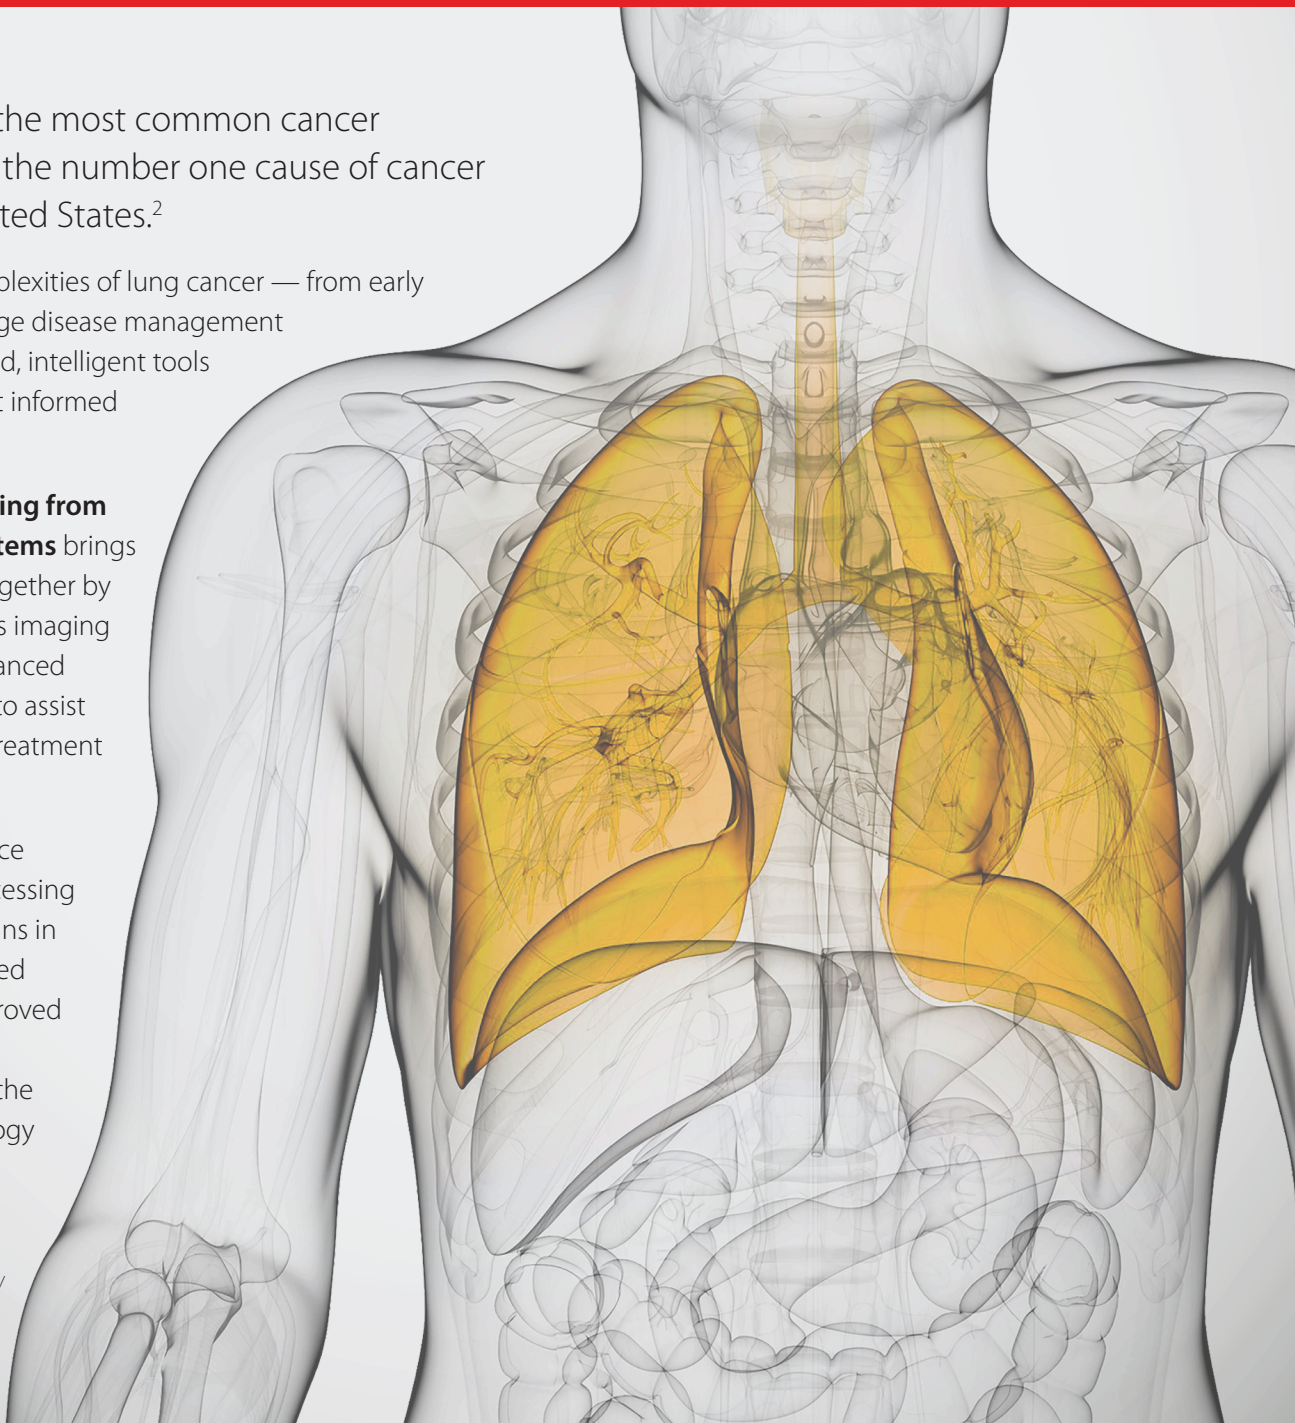 the most common cancer
the number one cause of cancer
ted States.²
plexities of lung cancer — from early
ge disease management
d, intelligent tools
t informed
ing from
tems brings
gether by
s imaging
anced
to assist
reatment
ce
cessing
ns in
ed
roved
the
ogy
y